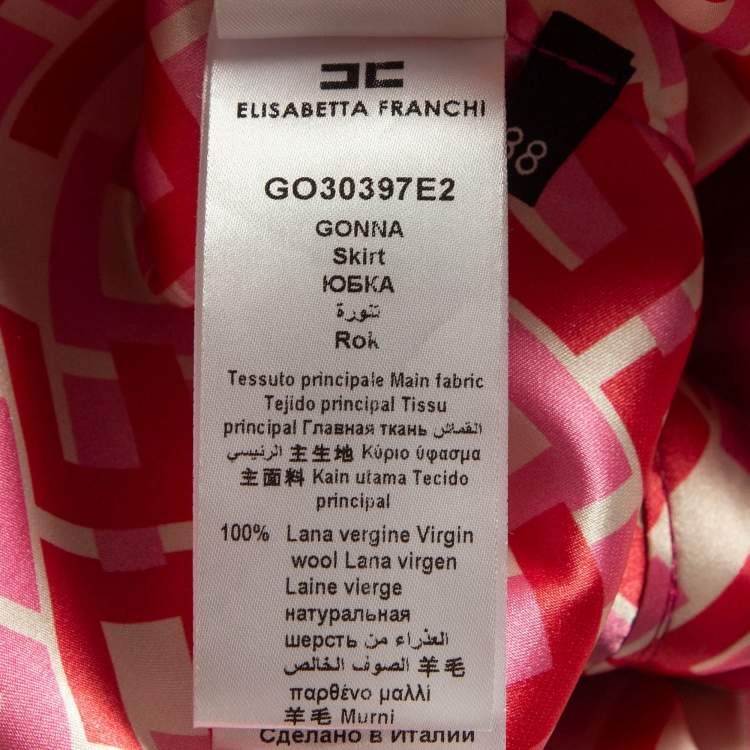 ELISABETTA FRANCHI
38
GO30397E2
GONNA
Skirt
ЮБКА
تنورة
Rok
Tessuto principale Main fabric
Tejido principal Tissu
principal Главная ткань القماش
الرئيسي 主生地 Κύριο ύφασμα
主面料 Kain utama Tecido
principal
100% Lana vergine Virgin
wool Lana virgen
Laine vierge
натуральная
шерсть العذراء من
الصوف الخالص 羊毛
παρθένο μαλλί
羊毛 Murni
Сделано в Италии